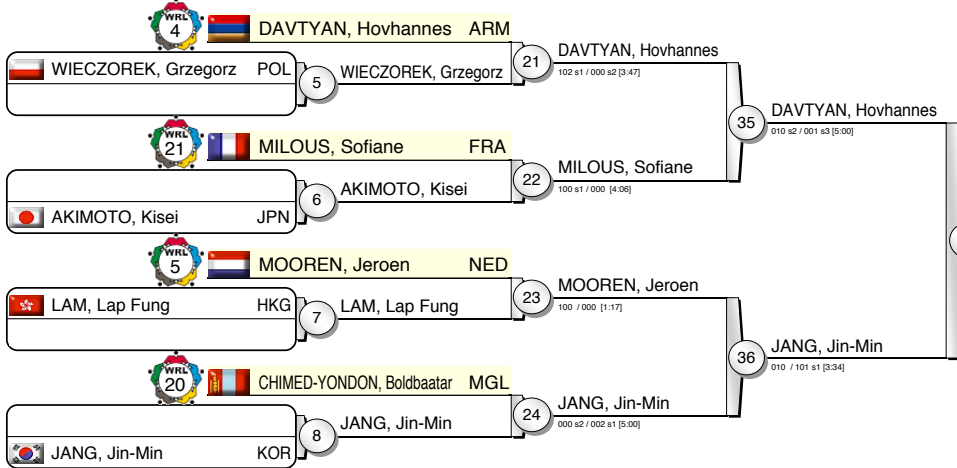 WRL
4
DAVTYAN, Hovhannes ARM
WIECZOREK, Grzegorz POL
5
WIECZOREK, Grzegorz
21
DAVTYAN, Hovhannes
102 s1 / 000 s2 [3:47]
35
DAVTYAN, Hovhannes
010 s2 / 001 s3 [5:00]
WRL
21
MILOUS, Sofiane FRA
6
AKIMOTO, Kisei
AKIMOTO, Kisei JPN
22
MILOUS, Sofiane
100 s1 / 000 [4:06]
WRL
5
MOOREN, Jeroen NED
LAM, Lap Fung HKG
7
LAM, Lap Fung
23
MOOREN, Jeroen
100 / 000 [1:17]
36
JANG, Jin-Min
010 / 101 s1 [3:34]
WRL
20
CHIMED-YONDON, Boldbaatar MGL
8
JANG, Jin-Min
JANG, Jin-Min KOR
24
JANG, Jin-Min
000 s2 / 002 s1 [5:00]